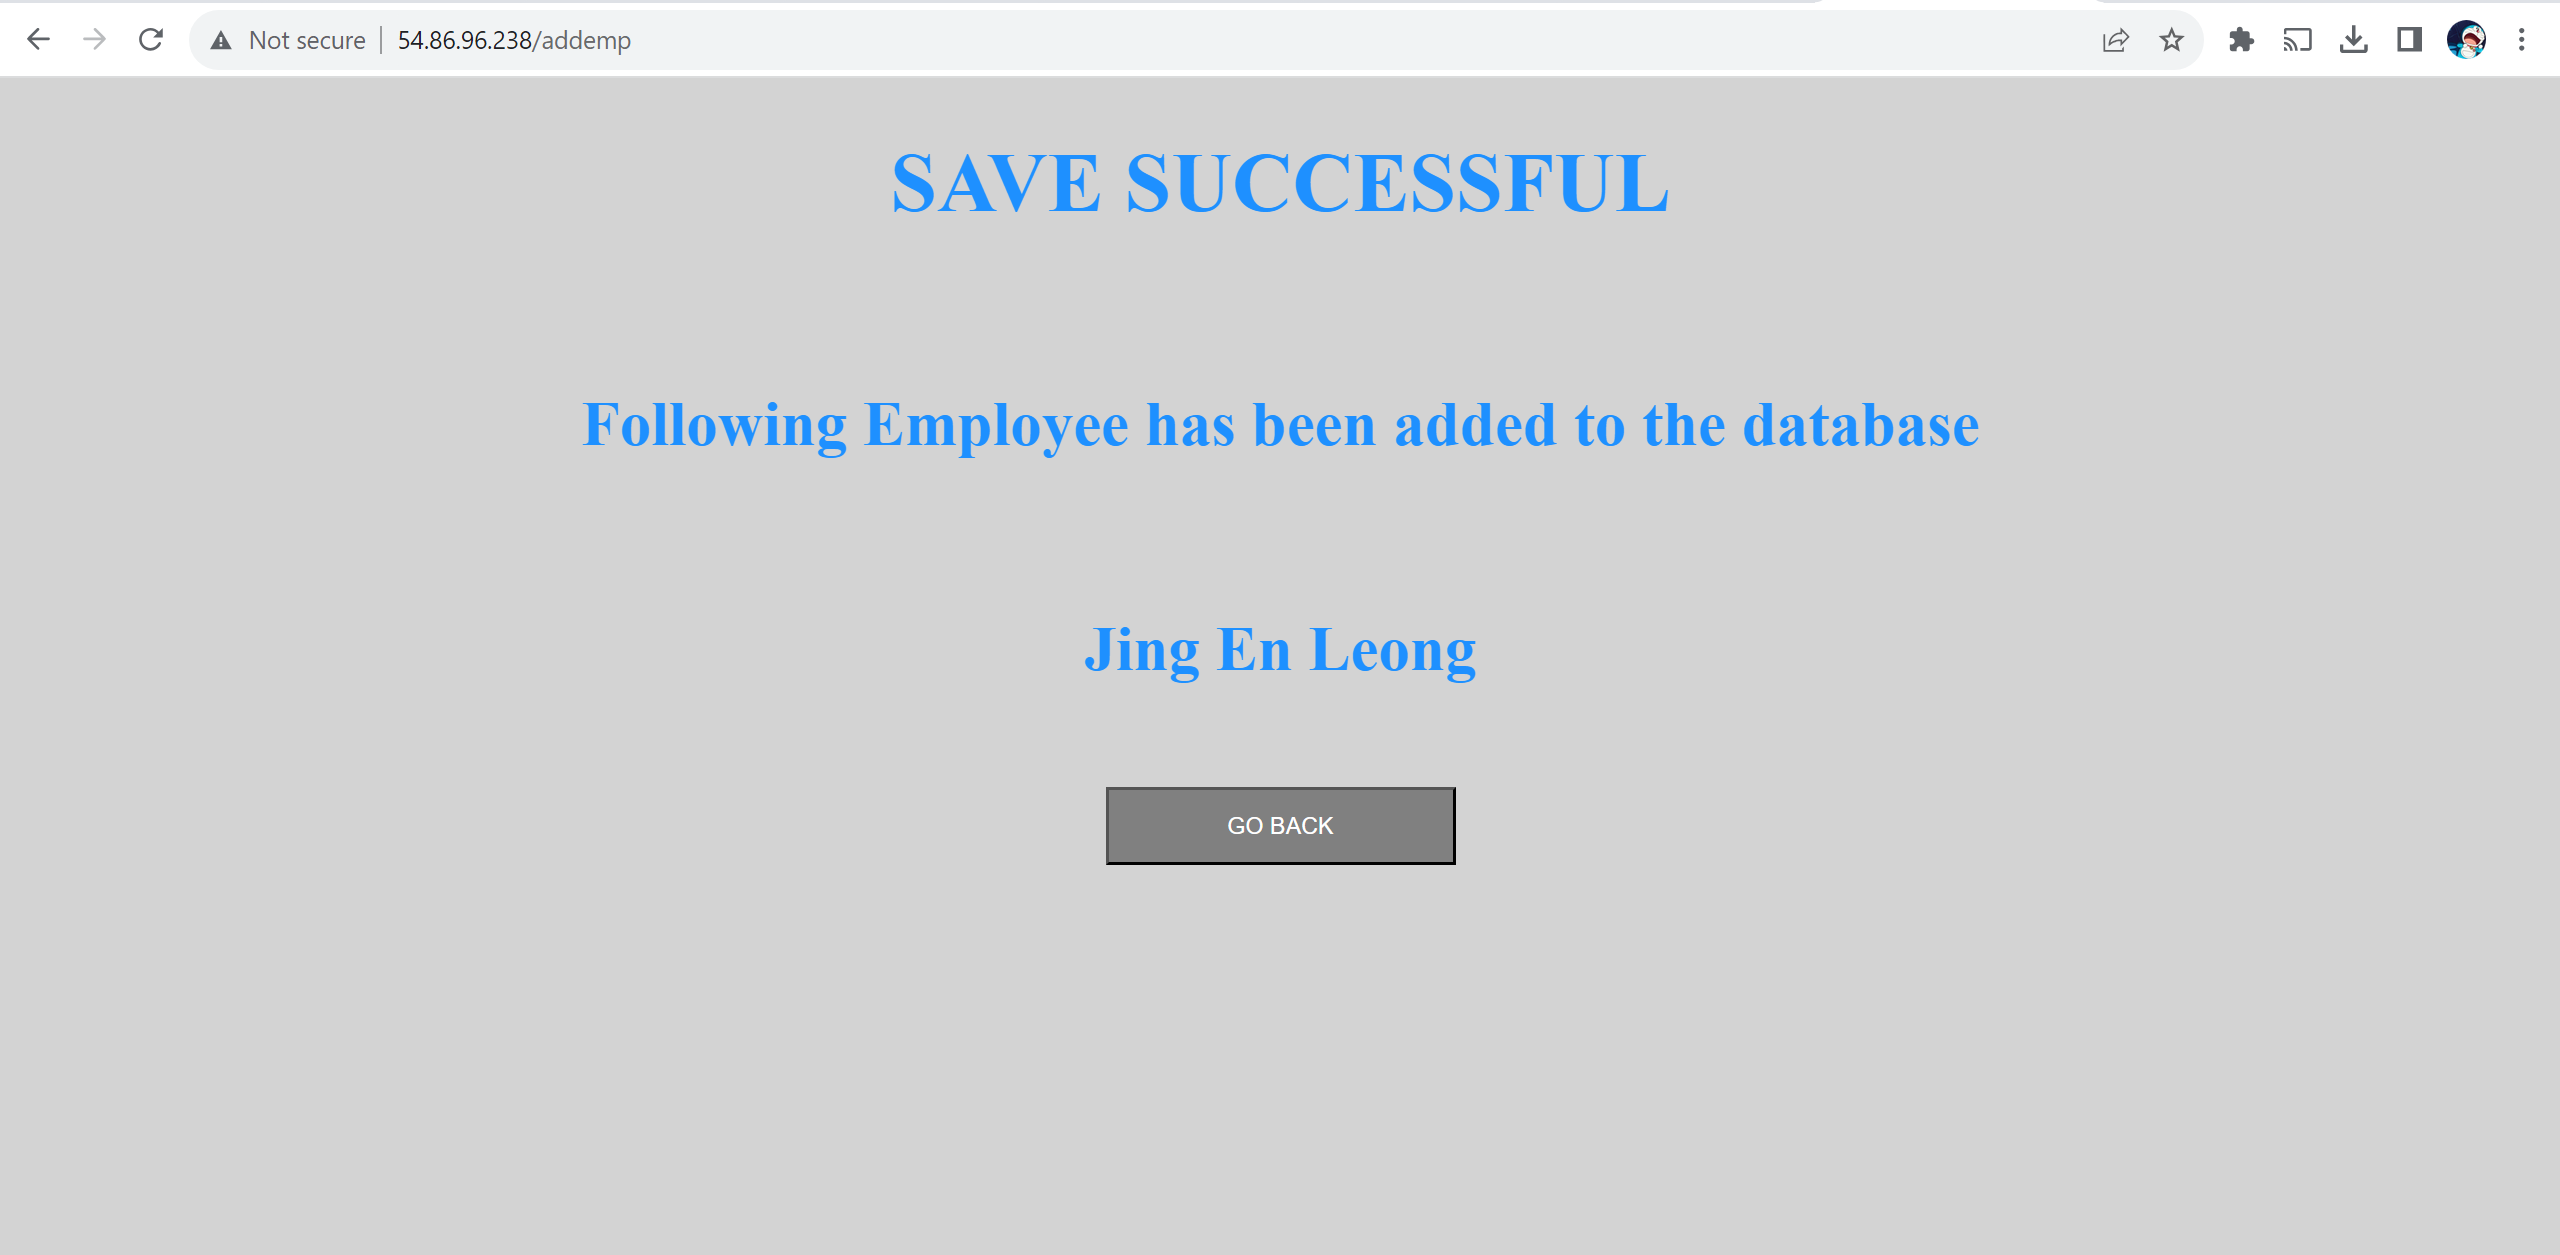 Not secure 54.86.96.238/addemp
SAVE SUCCESSFUL
Following Employee has been added to the database
Jing En Leong
GO BACK